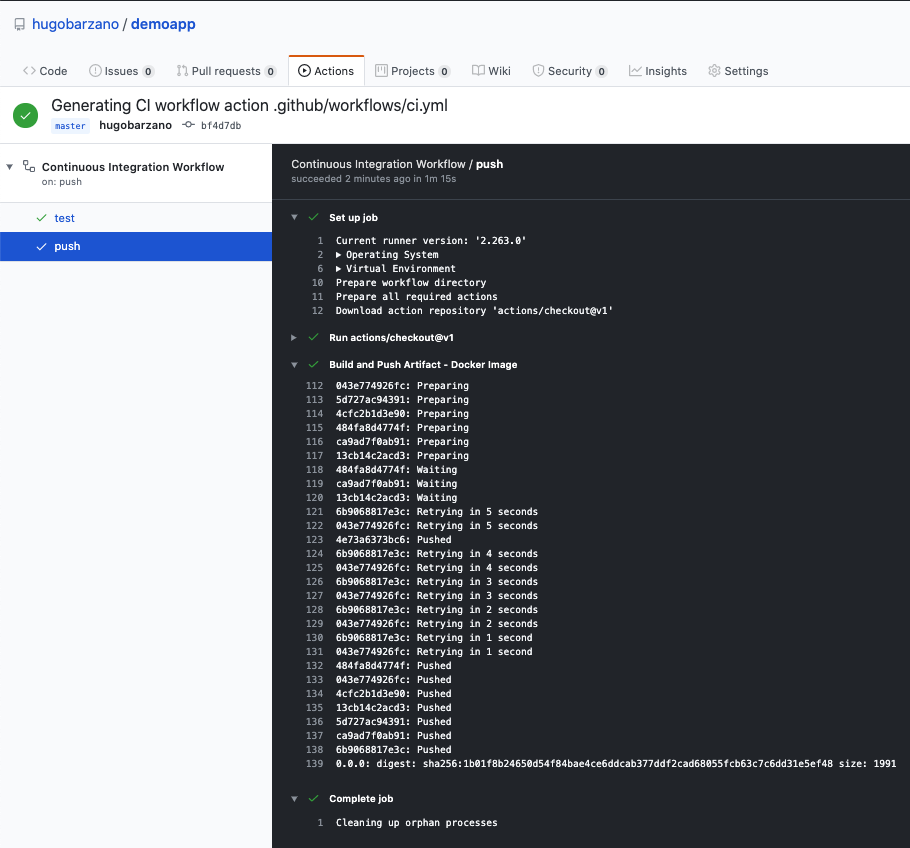 hugobarzano / demoapp
Code Issues 0 Pull requests 0 Actions Projects 0 Wiki Security 0 Insights Settings
Generating CI workflow action .github/workflows/ci.yml
master hugobarzano bf4d7db
Continuous Integration Workflow
on: push
test
push
Continuous Integration Workflow / push
succeeded 2 minutes ago in 1m 15s
Set up job
1 Current runner version: '2.263.0'
2 Operating System
6 Virtual Environment
10 Prepare workflow directory
11 Prepare all required actions
12 Download action repository 'actions/checkout@v1'
Run actions/checkout@v1
Build and Push Artifact - Docker Image
112 043e774926fc: Preparing
113 5d727ac94391: Preparing
114 4cfc2b1d3e90: Preparing
115 484fa8d4774f: Preparing
116 ca9ad7f0ab91: Preparing
117 13cb14c2acd3: Preparing
118 484fa8d4774f: Waiting
119 ca9ad7f0ab91: Waiting
120 13cb14c2acd3: Waiting
121 6b9068817e3c: Retrying in 5 seconds
122 043e774926fc: Retrying in 5 seconds
123 4e73a6373bc6: Pushed
124 6b9068817e3c: Retrying in 4 seconds
125 043e774926fc: Retrying in 4 seconds
126 6b9068817e3c: Retrying in 3 seconds
127 043e774926fc: Retrying in 3 seconds
128 6b9068817e3c: Retrying in 2 seconds
129 043e774926fc: Retrying in 2 seconds
130 6b9068817e3c: Retrying in 1 second
131 043e774926fc: Retrying in 1 second
132 484fa8d4774f: Pushed
133 043e774926fc: Pushed
134 4cfc2b1d3e90: Pushed
135 13cb14c2acd3: Pushed
136 5d727ac94391: Pushed
137 ca9ad7f0ab91: Pushed
138 6b9068817e3c: Pushed
139 0.0.0: digest: sha256:1b01f8b24650d54f84bae4ce6ddcab377ddf2cad68055fcb63c7c6dd31e5ef48 size: 1991
Complete job
1 Cleaning up orphan processes